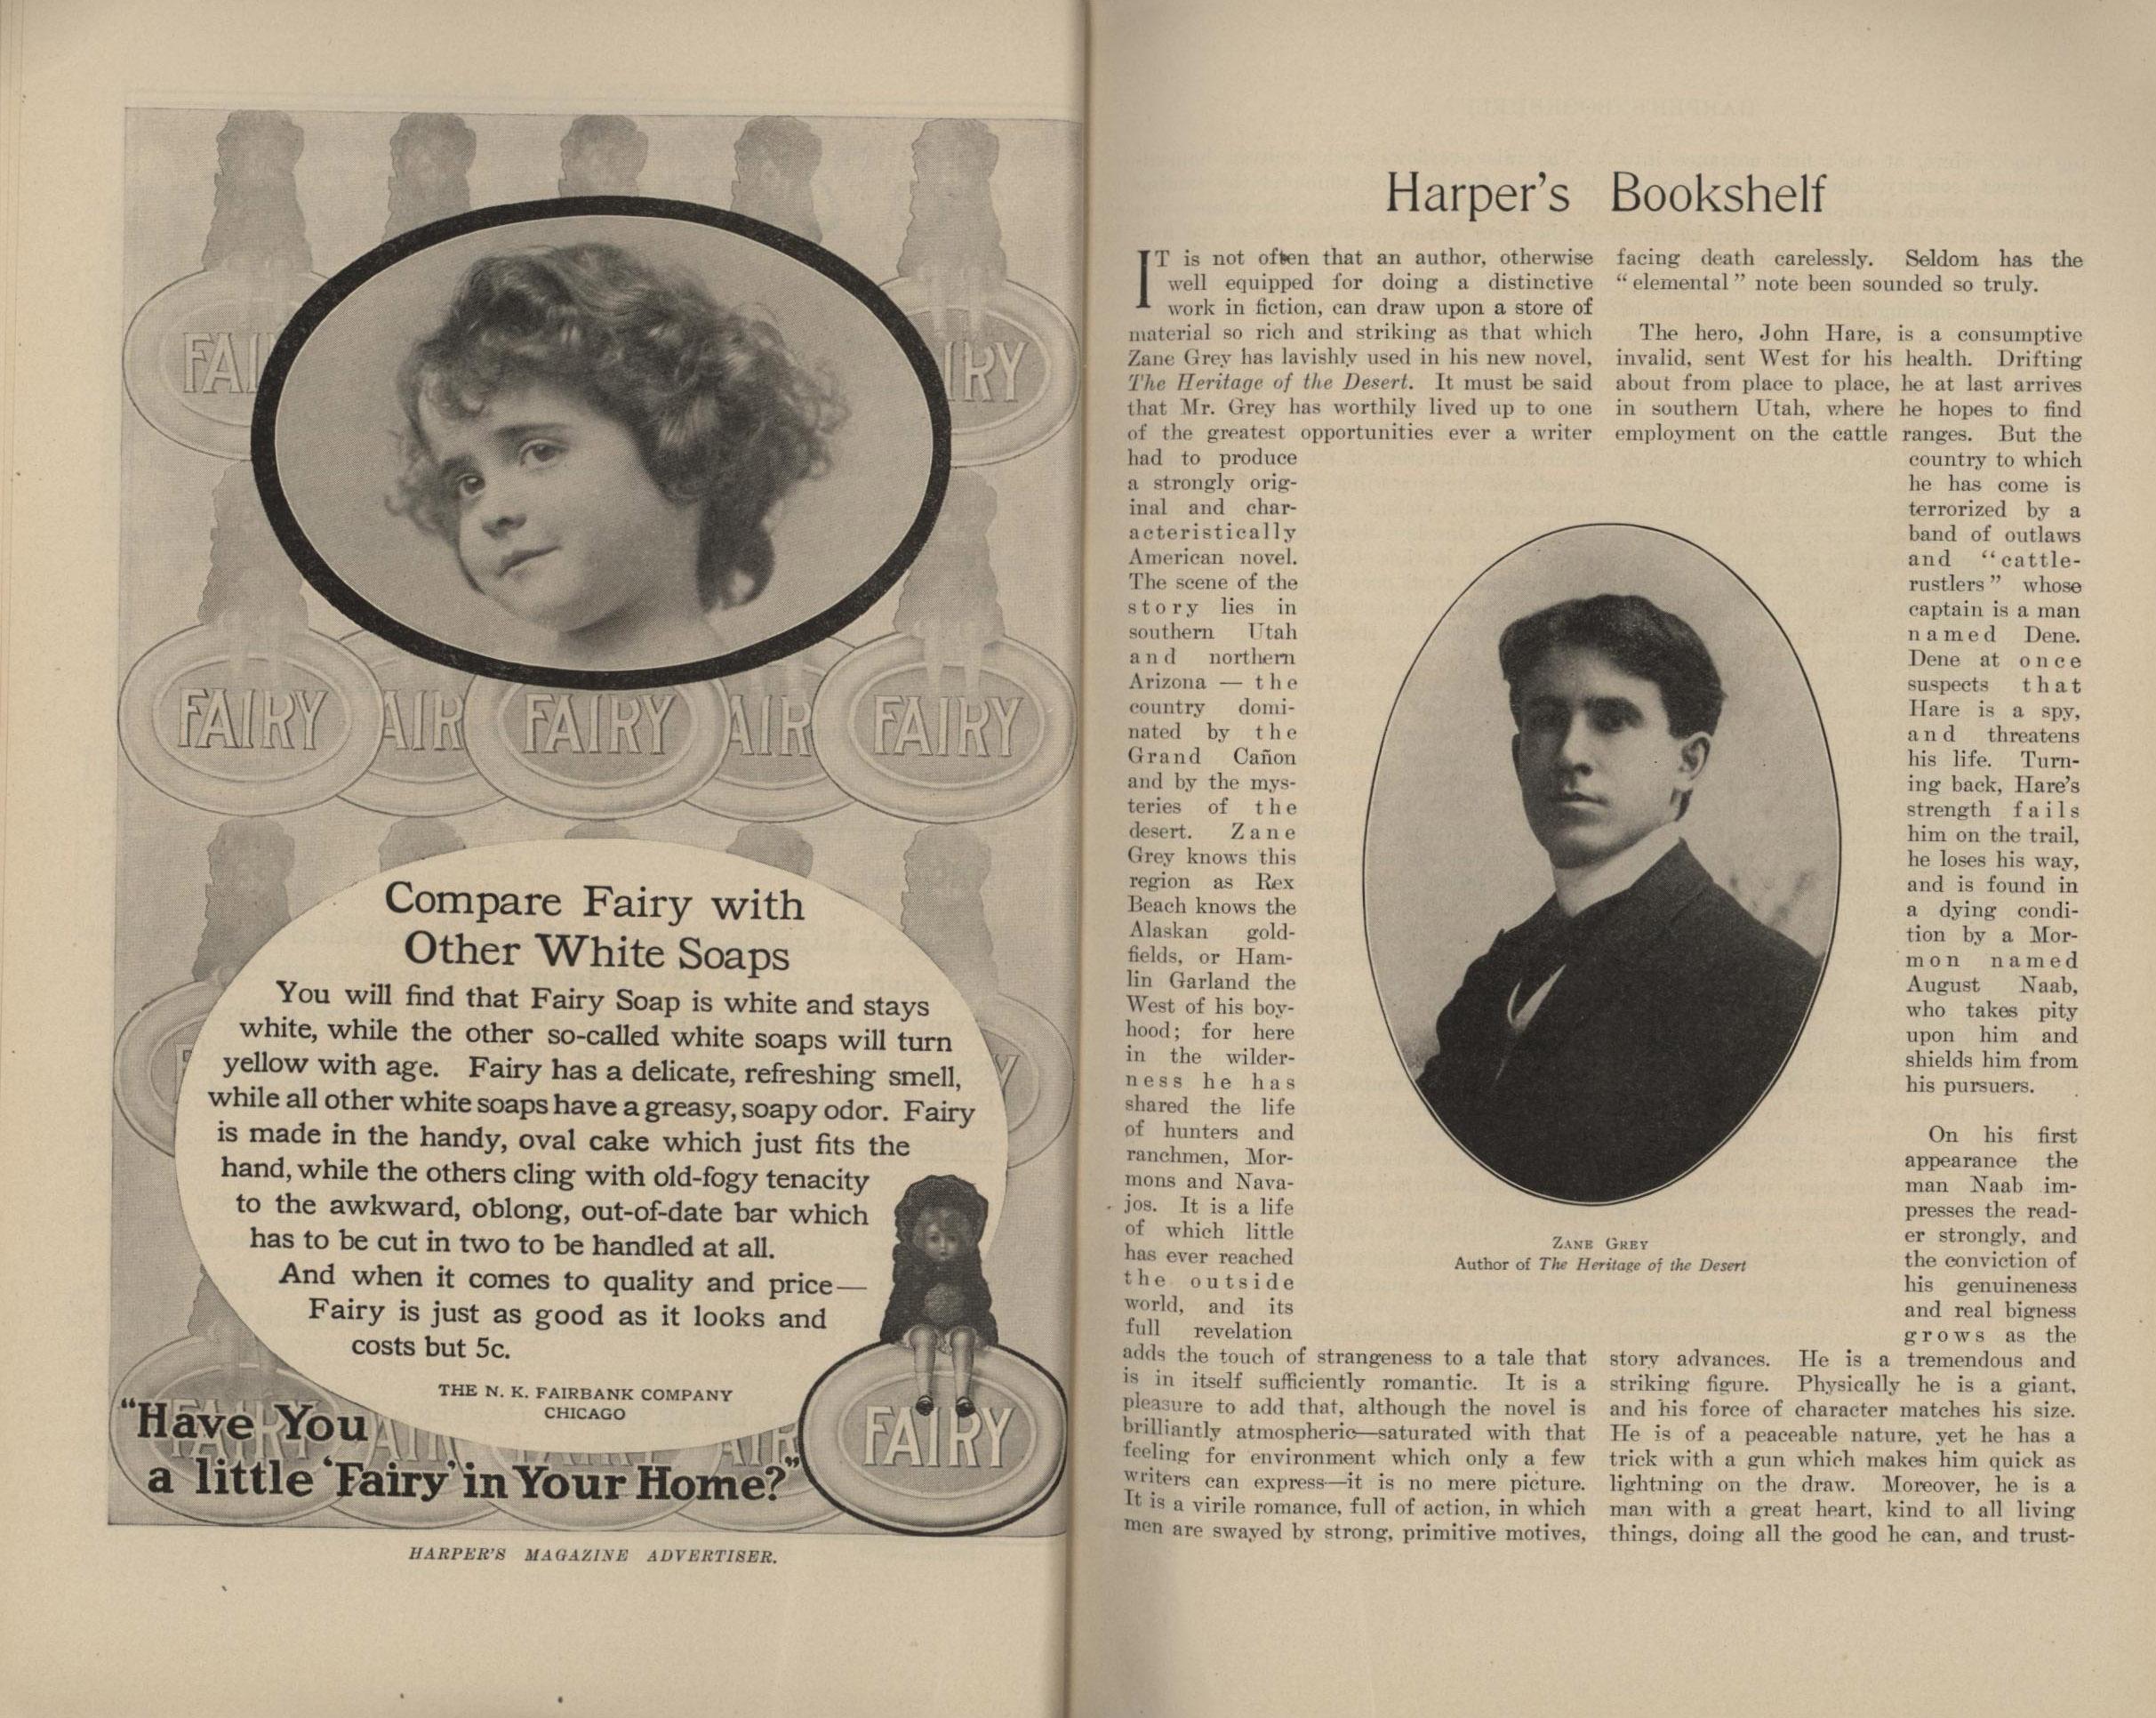 FAI
IRY
FAIRY
AIR
FAIRY
AIR
FAIRY
Compare Fairy with
Other White Soaps
You will find that Fairy Soap is white and stays
white, while the other so-called white soaps will turn
yellow with age. Fairy has a delicate, refreshing smell,
while all other white soaps have a greasy, soapy odor. Fairy
is made in the handy, oval cake which just fits the
hand, while the others cling with old-fogy tenacity
to the awkward, oblong, out-of-date bar which
has to be cut in two to be handled at all.
And when it comes to quality and price—
Fairy is just as good as it looks and
costs but 5c.
THE N. K. FAIRBANK COMPANY
CHICAGO
"Have You
a little 'Fairy' in Your Home?"
FAIRY
HARPER'S MAGAZINE ADVERTISER.
Harper's Bookshelf
IT is not often that an author, otherwise
well equipped for doing a distinctive
work in fiction, can draw upon a store of
material so rich and striking as that which
Zane Grey has lavishly used in his new novel,
The Heritage of the Desert. It must be said
that Mr. Grey has worthily lived up to one
of the greatest opportunities ever a writer
had to produce
a strongly orig-
inal and char-
acteristically
American novel.
The scene of the
story lies in
southern Utah
and northern
Arizona — the
country domi-
nated by the
Grand Cañon
and by the mys-
teries of the
desert. Zane
Grey knows this
region as Rex
Beach knows the
Alaskan gold-
fields, or Ham-
lin Garland the
West of his boy-
hood; for here
in the wilder-
ness he has
shared the life
of hunters and
ranchmen, Mor-
mons and Nava-
jos. It is a life
of which little
has ever reached
the outside
world, and its
full revelation
adds the touch of strangeness to a tale that
is in itself sufficiently romantic. It is a
pleasure to add that, although the novel is
brilliantly atmospheric—saturated with that
feeling for environment which only a few
writers can express—it is no mere picture.
It is a virile romance, full of action, in which
men are swayed by strong, primitive motives,
facing death carelessly. Seldom has the
"elemental" note been sounded so truly.
The hero, John Hare, is a consumptive
invalid, sent West for his health. Drifting
about from place to place, he at last arrives
in southern Utah, where he hopes to find
employment on the cattle ranges. But the
country to which
he has come is
terrorized by a
band of outlaws
and "cattle-
rustlers" whose
captain is a man
named Dene.
Dene at once
suspects that
Hare is a spy,
and threatens
his life. Turn-
ing back, Hare's
strength fails
him on the trail,
he loses his way,
and is found in
a dying condi-
tion by a Mor-
mon named
August Naab,
who takes pity
upon him and
shields him from
his pursuers.
On his first
appearance the
man Naab im-
presses the read-
er strongly, and
the conviction of
his genuineness
and real bigness
grows as the
story advances. He is a tremendous and
striking figure. Physically he is a giant,
and his force of character matches his size.
He is of a peaceable nature, yet he has a
trick with a gun which makes him quick as
lightning on the draw. Moreover, he is a
man with a great heart, kind to all living
things, doing all the good he can, and trust-
ZANE GREY
Author of The Heritage of the Desert